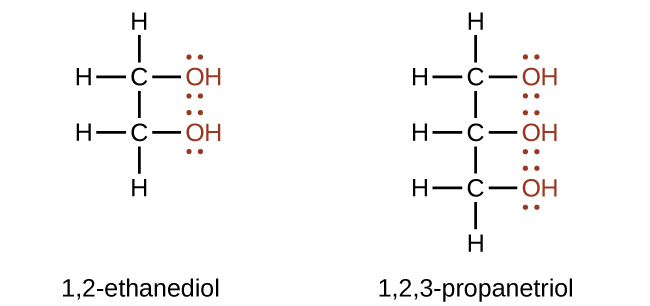 H H
H C OH H C OH
H C OH H C OH
H H C OH
H
1,2-ethanediol 1,2,3-propanetriol